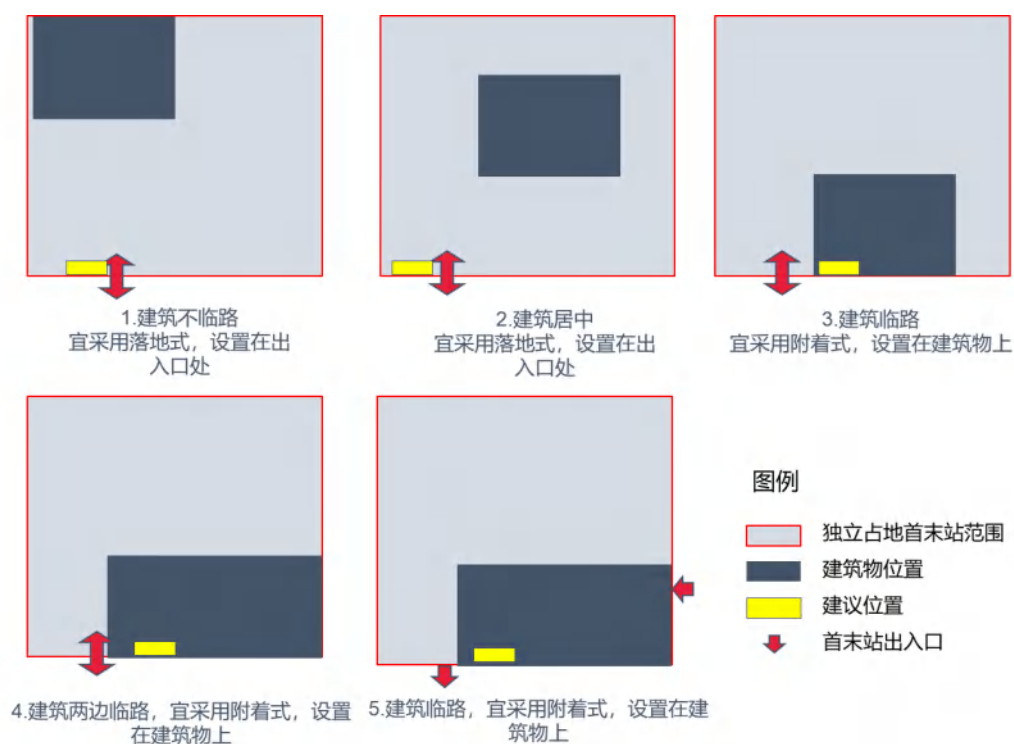 1.建筑不临路
宜采用落地式，设置在出
入口处
2.建筑居中
宜采用落地式，设置在出
入口处
3.建筑临路
宜采用附着式，设置在建筑物上
4.建筑两边临路，宜采用附着式，设置
在建筑物上
5.建筑临路，宜采用附着式，设置在建
筑物上
图例
独立占地首末站范围
建筑物位置
建议位置
首末站出入口